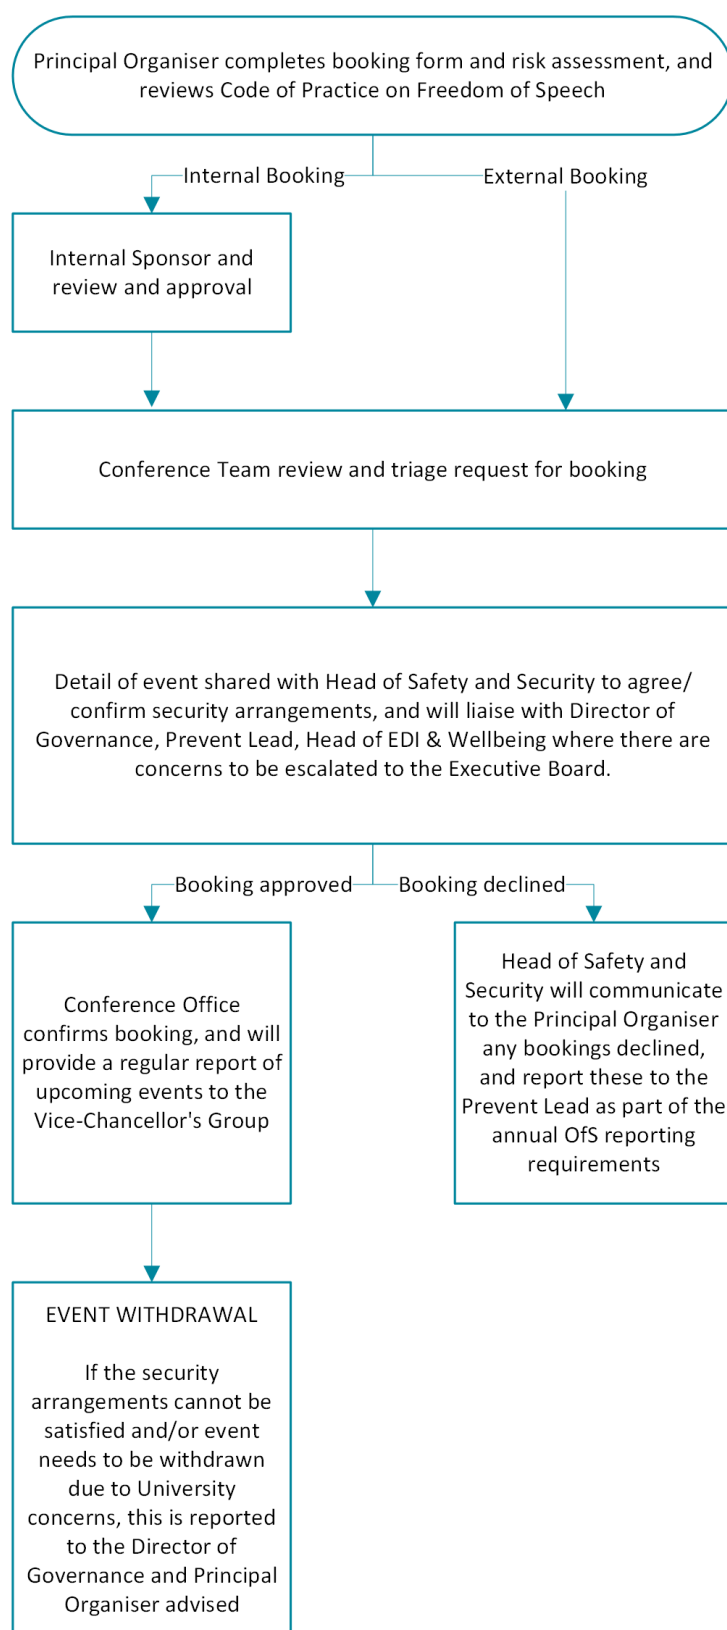 Principal Organiser completes booking form and risk assessment, and
reviews Code of Practice on Freedom of Speech
Internal Booking
External Booking
Internal Sponsor and
review and approval
Conference Team review and triage request for booking
Detail of event shared with Head of Safety and Security to agree/
confirm security arrangements, and will liaise with Director of
Governance, Prevent Lead, Head of EDI & Wellbeing where there are
concerns to be escalated to the Executive Board.
Booking approved
Booking declined
Conference Office
confirms booking, and will
provide a regular report of
upcoming events to the
Vice-Chancellor's Group
Head of Safety and
Security will communicate
to the Principal Organiser
any bookings declined,
and report these to the
Prevent Lead as part of the
annual OfS reporting
requirements
EVENT WITHDRAWAL
If the security
arrangements cannot be
satisfied and/or event
needs to be withdrawn
due to University
concerns, this is reported
to the Director of
Governance and Principal
Organiser advised